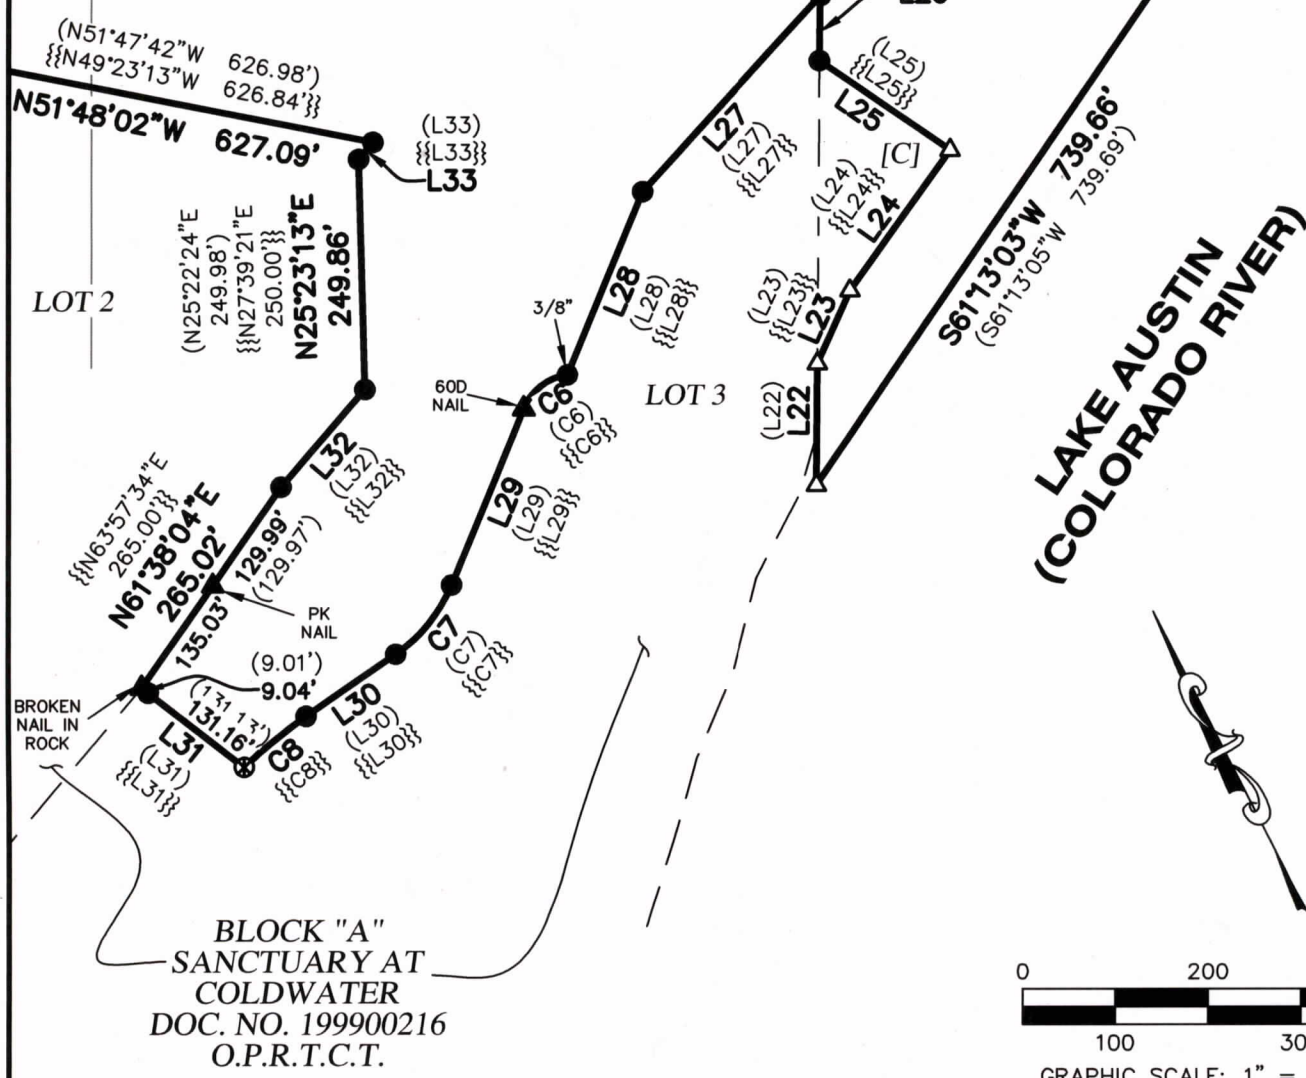 (N51°47'42"W 626.98')
{{N49°23'13"W 626.84'}}
N51°48'02"W 627.09'
(L33)
{{L33}}
L33
(N25°22'24"E
249.98')
{{N27°39'21"E
250.00'}}
N25°23'13"E
249.86'
LOT 2
(L25)
{{L25}}
L25
[C]
L27
(L27)
{{L27}}
(L24)
{{L24}}
L24
739.66'
S61°13'03"W
(S61°13'05"W 739.69')
L28
(L28)
{{L28}}
(L23)
{{L23}}
L23
3/8"
60D
NAIL
C6
(C6)
{{C6}}
LOT 3
(L22)
L22
LAKE AUSTIN
(COLORADO RIVER)
L32
(L32)
{{L32}}
L29
(L29)
{{L29}}
{{N63°57'34"E
265.00'}}
N61°38'04"E
265.02'
129.99'
(129.97')
135.03'
PK
NAIL
C7
(C7)
{{C7}}
(9.01')
9.04'
(131.13')
131.16'
BROKEN
NAIL IN
ROCK
L31
(L31)
{{L31}}
C8
{{C8}}
L30
(L30)
{{L30}}
BLOCK "A"
SANCTUARY AT
COLDWATER
DOC. NO. 199900216
O.P.R.T.C.T.
0 200
100
GRAPHIC SCALE: 1"